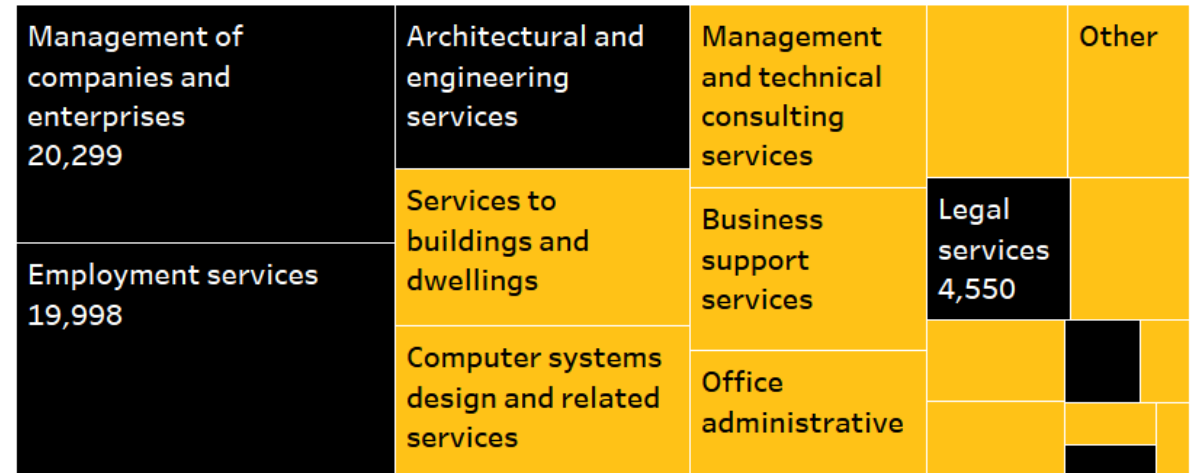 Management of
companies and
enterprises
20,299
Employment services
19,998
Architectural and
engineering
services
Services to
buildings and
dwellings
Computer systems
design and related
services
Management
and technical
consulting
services
Business
support
services
Office
administrative
Legal
services
4,550
Other